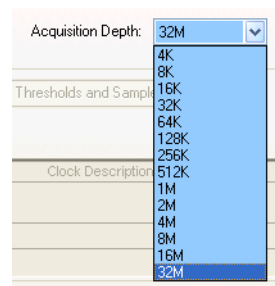 Acquisition Depth: 32M
4K
8K
Thresholds and Sample 16K
32K
64K
128K
256K
Clock Description 512K
1M
2M
4M
8M
16M
32M